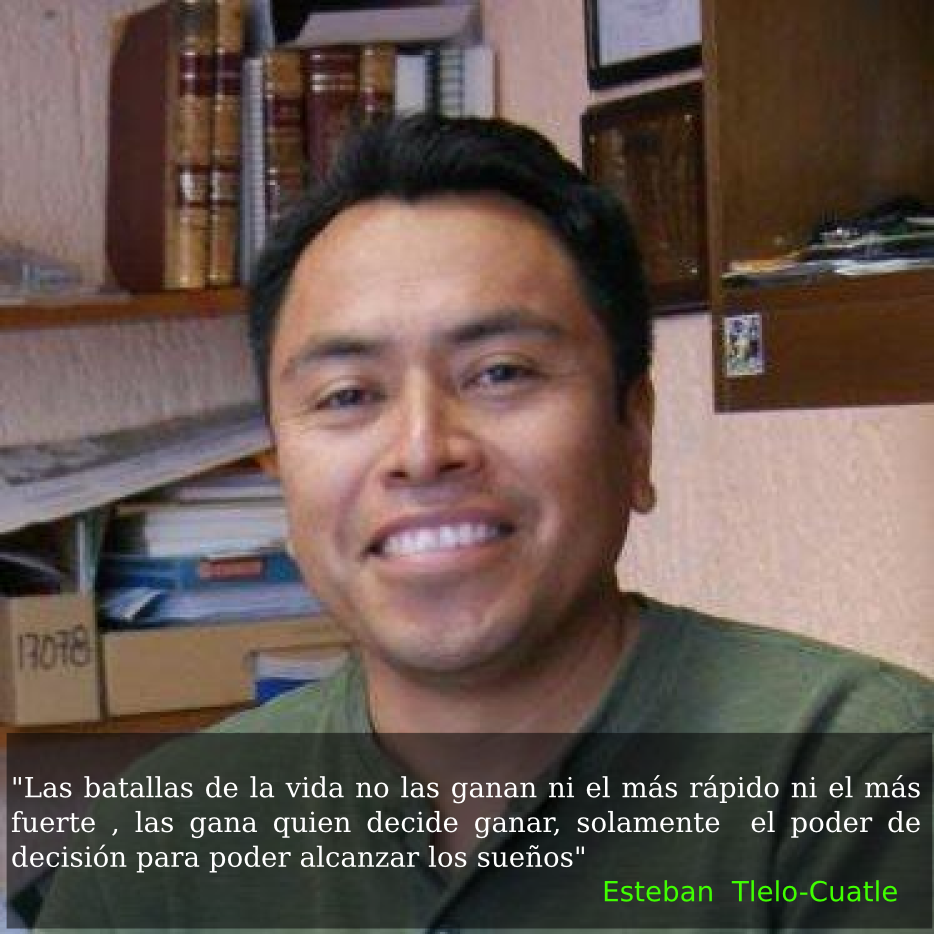 17078
"Las batallas de la vida no las ganan ni el más rápido ni el más
fuerte , las gana quien decide ganar, solamente el poder de
decisión para poder alcanzar los sueños"
Esteban Tlelo-Cuatle